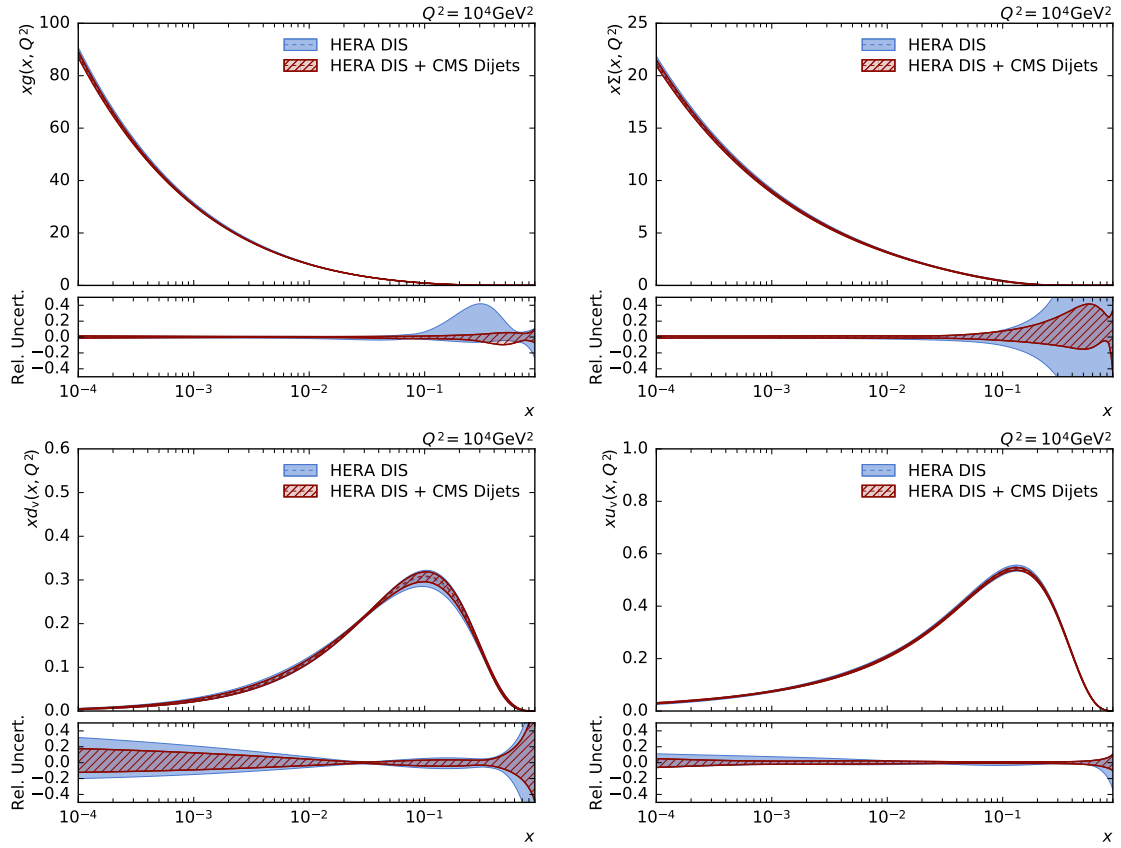 Q² = 10⁴GeV²
xg(x, Q²)
HERA DIS
HERA DIS + CMS Dijets
100
80
60
40
20
0
Rel. Uncert.
0.4
0.2
0.0
−0.2
−0.4
10⁻⁴ 10⁻³ 10⁻² 10⁻¹
x
Q² = 10⁴GeV²
xΣ(x, Q²)
HERA DIS
HERA DIS + CMS Dijets
25
20
15
10
5
0
Rel. Uncert.
0.4
0.2
0.0
−0.2
−0.4
10⁻⁴ 10⁻³ 10⁻² 10⁻¹
x
Q² = 10⁴GeV²
xdᵥ(x, Q²)
HERA DIS
HERA DIS + CMS Dijets
0.6
0.5
0.4
0.3
0.2
0.1
0.0
Rel. Uncert.
0.4
0.2
0.0
−0.2
−0.4
10⁻⁴ 10⁻³ 10⁻² 10⁻¹
x
Q² = 10⁴GeV²
xuᵥ(x, Q²)
HERA DIS
HERA DIS + CMS Dijets
1.0
0.8
0.6
0.4
0.2
0.0
Rel. Uncert.
0.4
0.2
0.0
−0.2
−0.4
10⁻⁴ 10⁻³ 10⁻² 10⁻¹
x